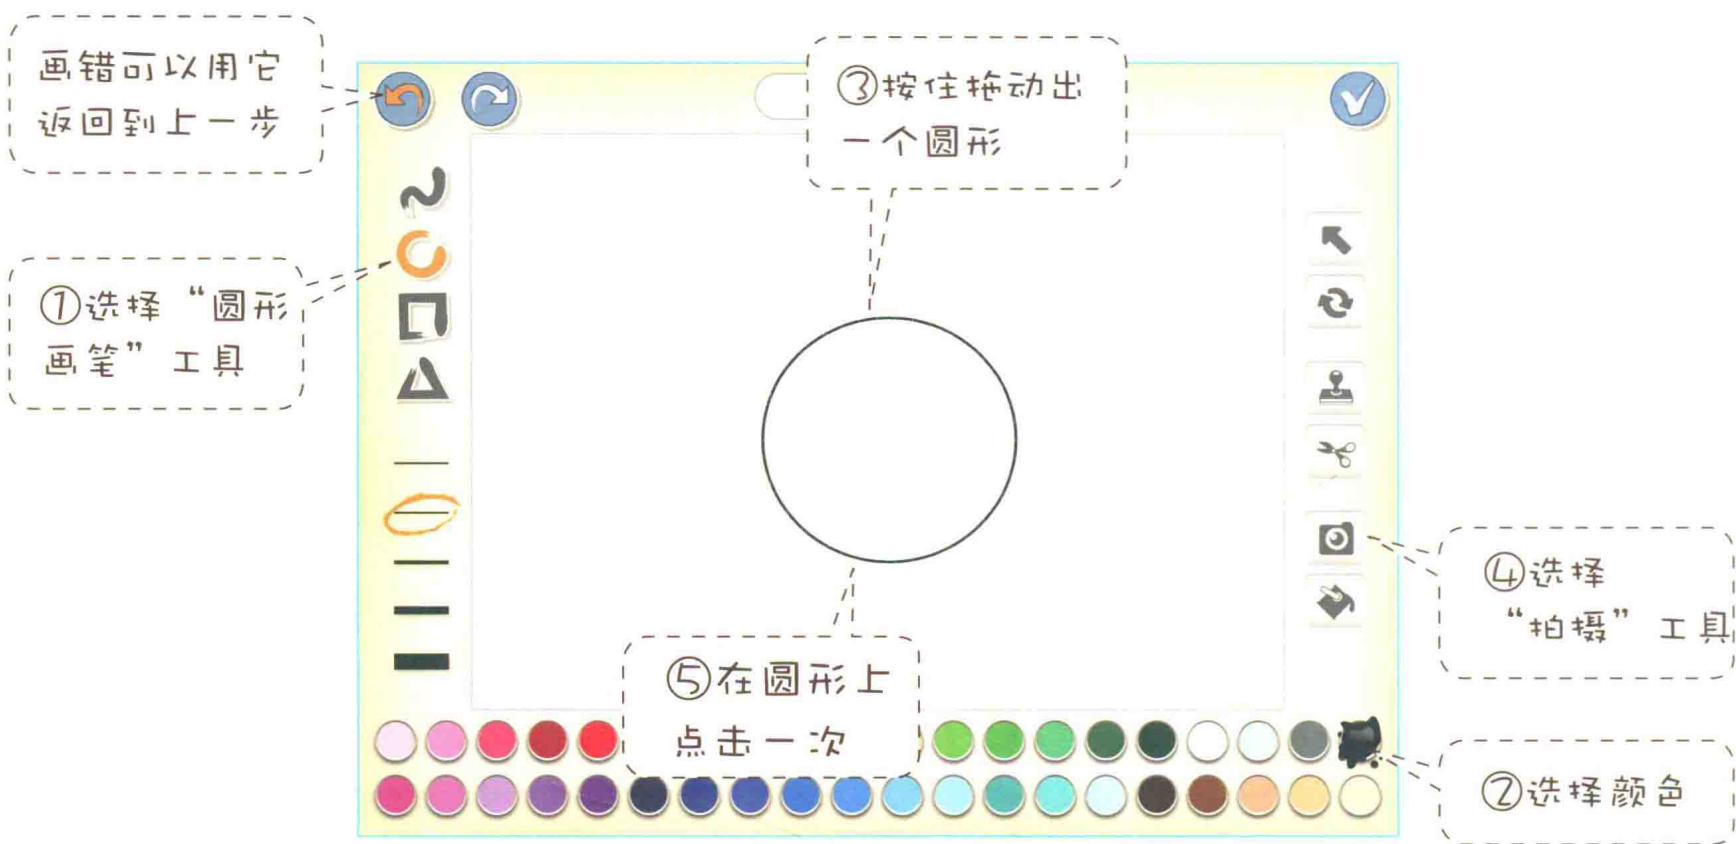 画错可以用它
返回到上一步
③按住拖动出
一个圆形
①选择“圆形
画笔”工具
④选择
“拍摄”工具
⑤在圆形上
点击一次
②选择颜色